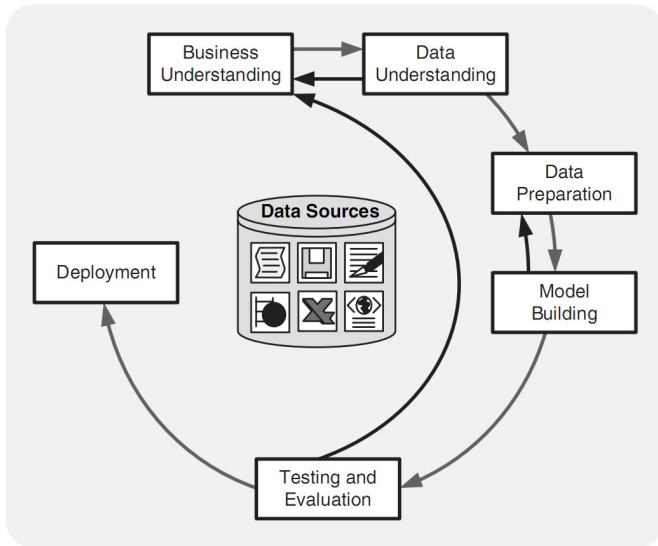 Business
Understanding
Data
Understanding
Data
Preparation
Data Sources
Deployment
Model
Building
Testing and
Evaluation